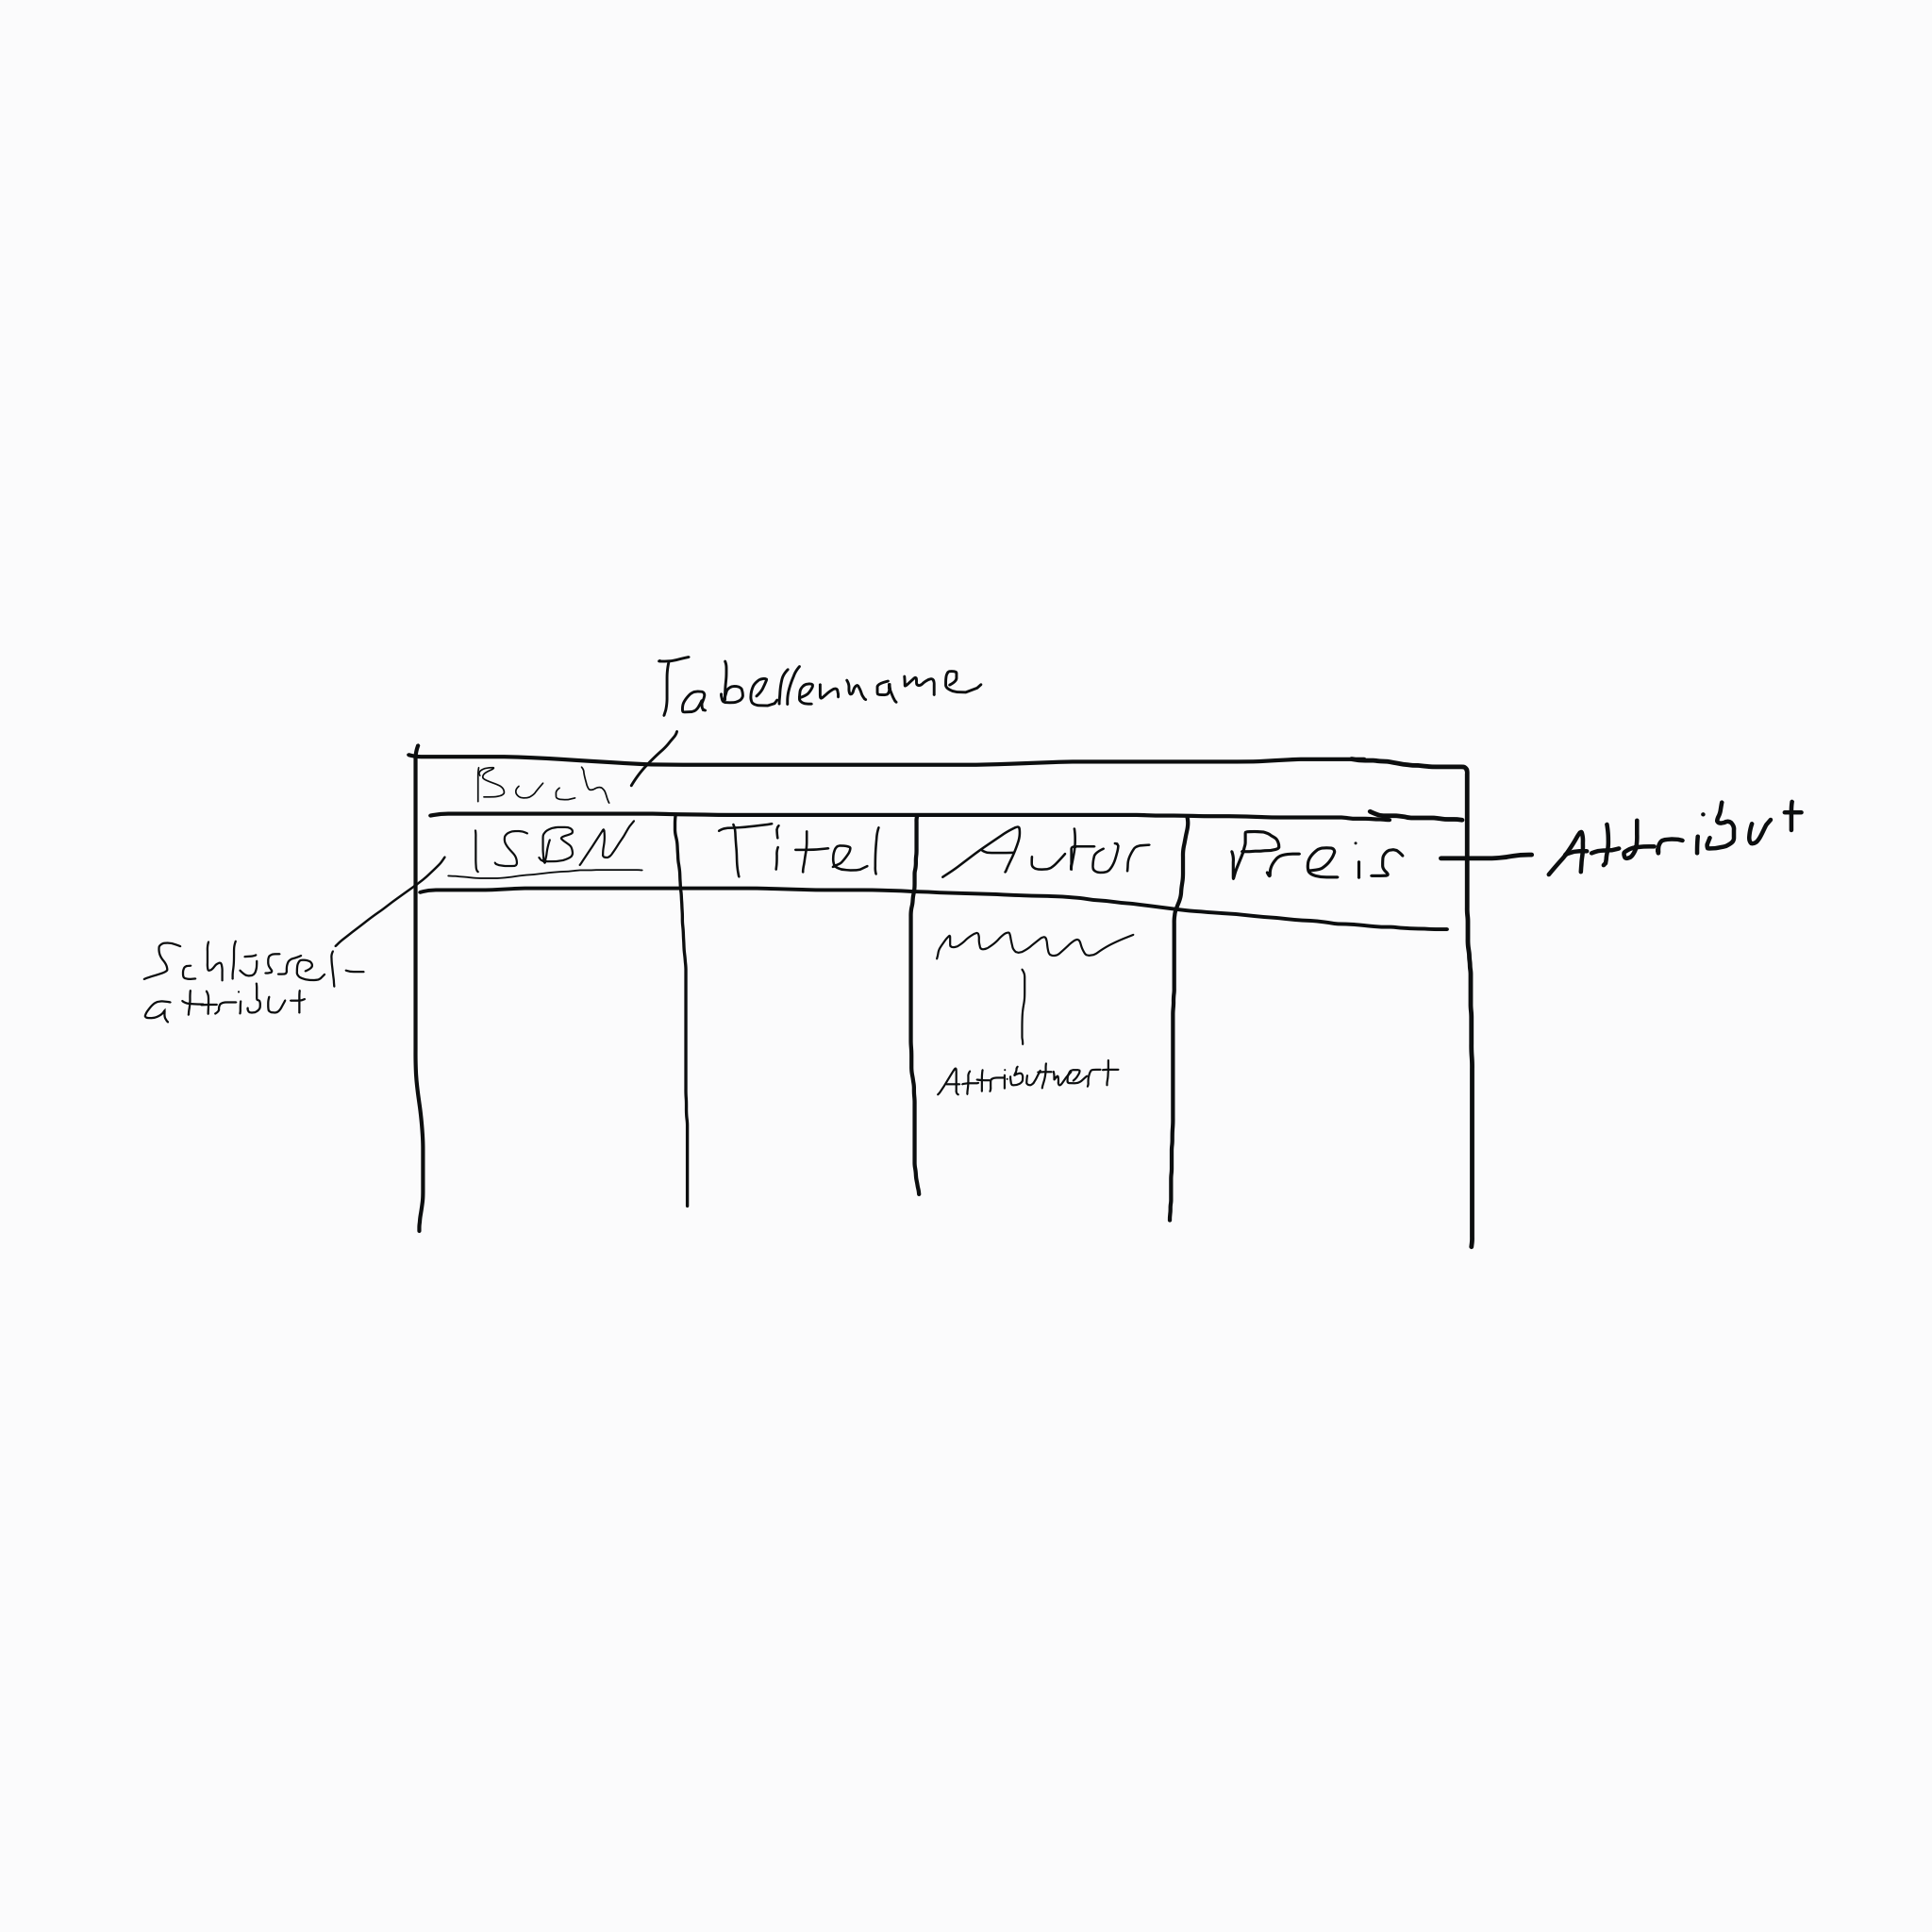 Tabellenname
Buch
ISBN Titel Autor Preis
Attribut
Schlüssel-
attribut
Attributwert